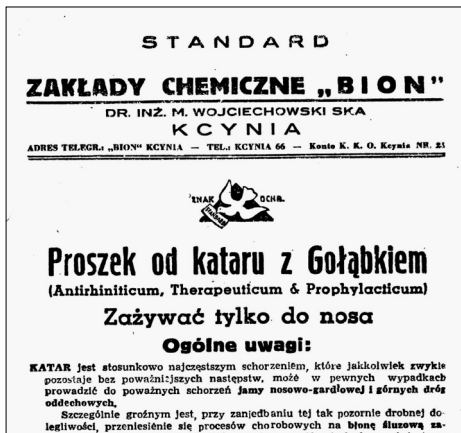 STANDARD
ZAKŁADY CHEMICZNE „BION"
DR. INŻ. M. WOJCIECHOWSKI SKA
KCYNIA
ADRES TELEGR.: „BION" KCYNIA — TEL.: KCYNIA 66 — Konto K. K. O. Kcynia NR. 25
ZNAK OCHR.
STANDARD
Proszek od kataru z Gołąbkiem
(Antirhiniticum, Therapeuticum & Prophylacticum)
Zażywać tylko do nosa
Ogólne uwagi:
KATAR jest stosunkowo najczęstszym schorzeniem, które jakkolwiek zwykle
pozostaje bez poważniejszych następstw, może w pewnych wypadkach
prowadzić do poważnych schorzeń jamy nosowo-gardłowej i górnych dróg
oddechowych.
Szczególnie groźnym jest, przy zaniedbaniu tej tak pozornie drobnej do-
legliwości, przeniesienie się procesów chorobowych na błonę śluzową za-